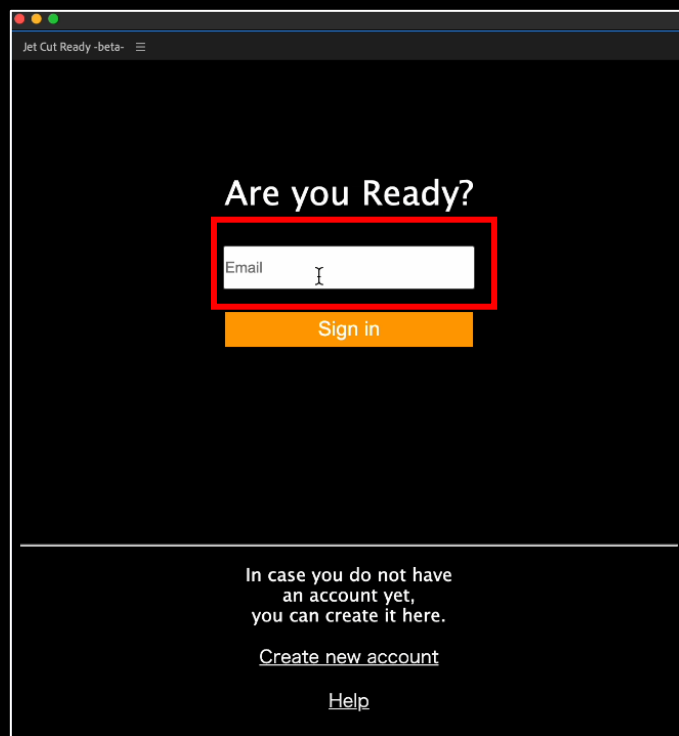 Jet Cut Ready -beta-
Are you Ready?
Email
Sign in
In case you do not have
an account yet,
you can create it here.
Create new account
Help